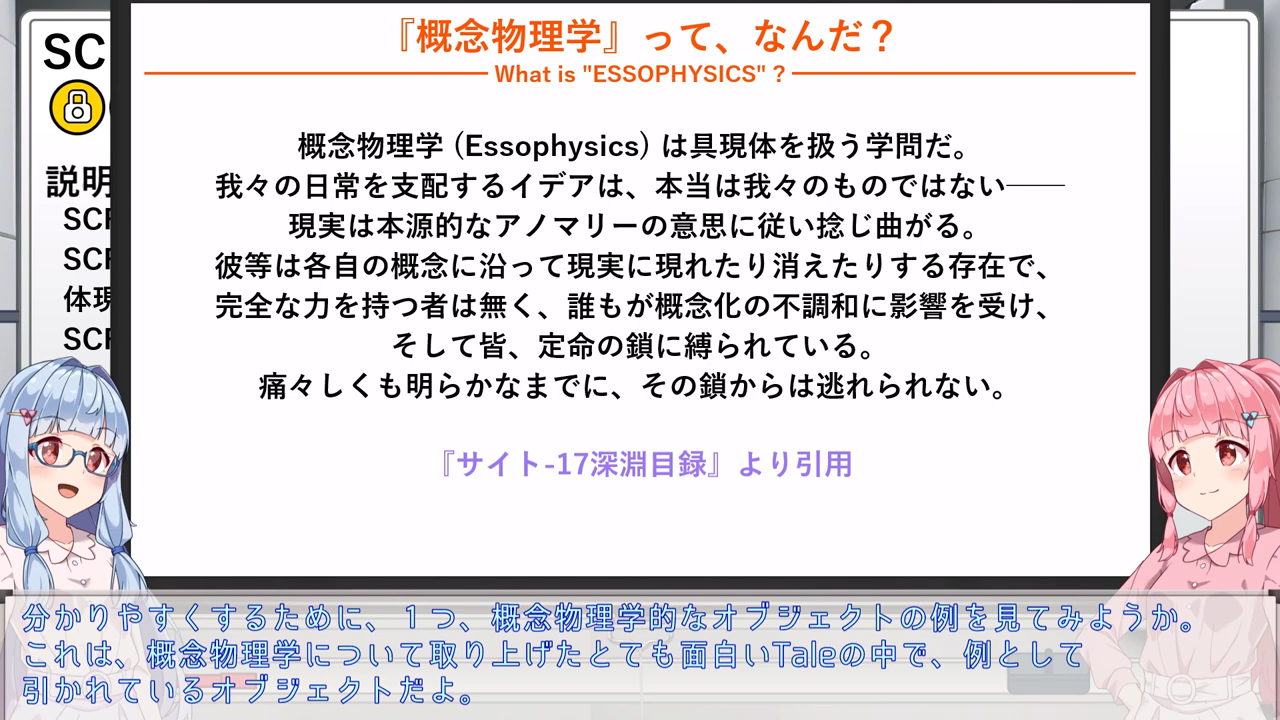 『概念物理学』って、なんだ？
What is "ESSOPHYSICS" ?
SC
説明
SCP
SCP
体現
SCP
概念物理学 (Essophysics) は具現体を扱う学問だ。
我々の日常を支配するイデアは、本当は我々のものではない――
現実は本源的なアノマリーの意思に従い捻じ曲がる。
彼等は各自の概念に沿って現実に現れたり消えたりする存在で、
完全な力を持つ者は無く、誰もが概念化の不調和に影響を受け、
そして皆、定命の鎖に縛られている。
痛々しくも明らかなまでに、その鎖からは逃れられない。
『サイト-17深淵目録』より引用
分かりやすくするために、１つ、概念物理学的なオブジェクトの例を見てみようか。
これは、概念物理学について取り上げたとても面白いTaleの中で、例として
引かれているオブジェクトだよ。